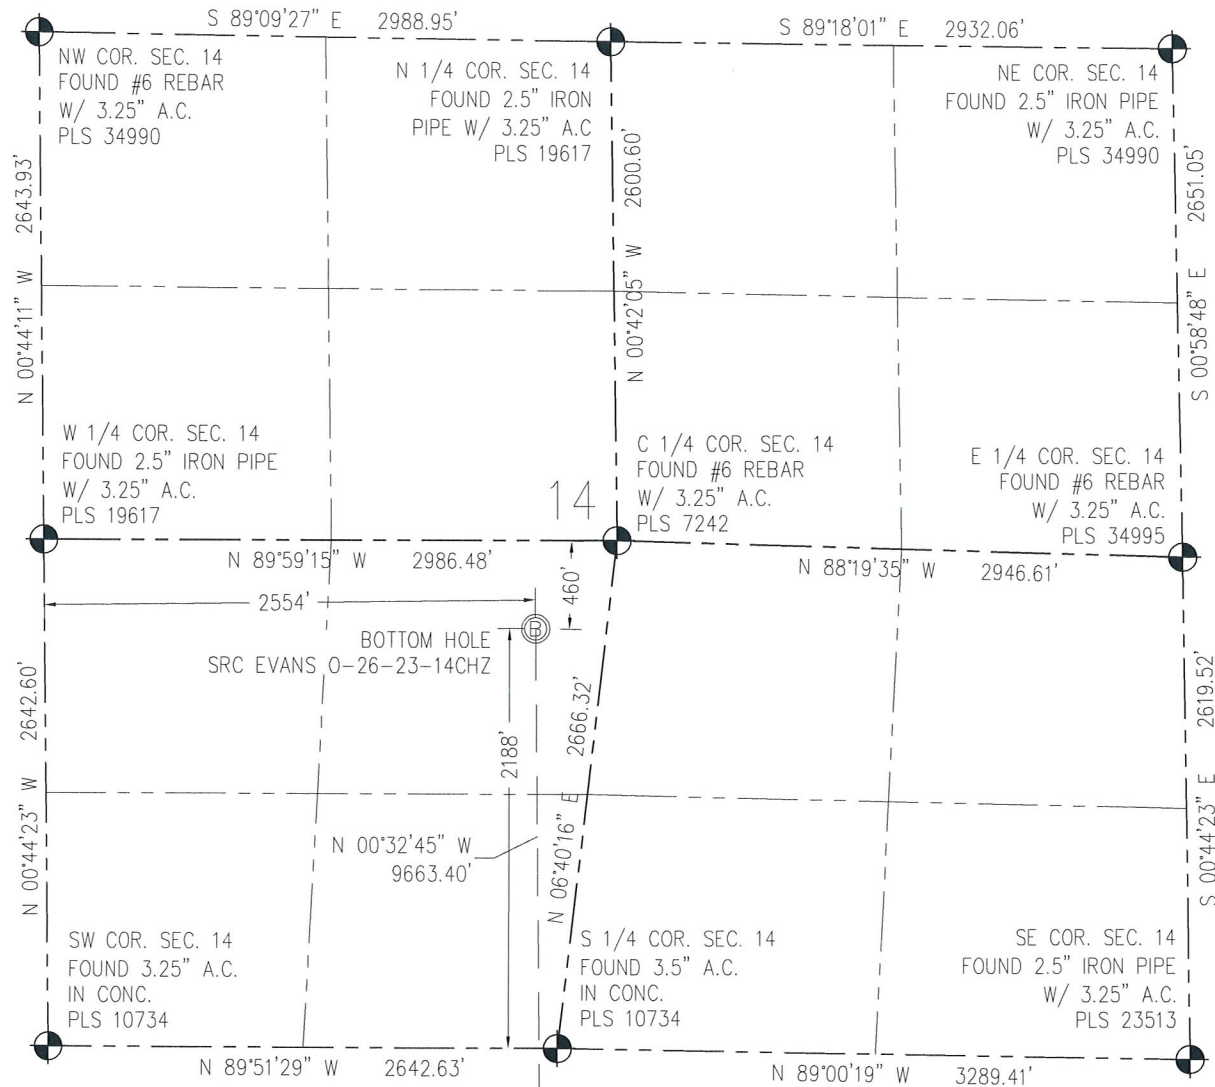 S 89°09'27" E 2988.95'
S 89°18'01" E 2932.06'
NW COR. SEC. 14
FOUND #6 REBAR
W/ 3.25" A.C.
PLS 34990
N 1/4 COR. SEC. 14
FOUND 2.5" IRON
PIPE W/ 3.25" A.C
PLS 19617
NE COR. SEC. 14
FOUND 2.5" IRON PIPE
W/ 3.25" A.C.
PLS 34990
N 00°44'11" W 2643.93'
N 00°42'05" W 2600.60'
S 00°58'48" E 2651.05'
W 1/4 COR. SEC. 14
FOUND 2.5" IRON PIPE
W/ 3.25" A.C.
PLS 19617
14
C 1/4 COR. SEC. 14
FOUND #6 REBAR
W/ 3.25" A.C.
PLS 7242
E 1/4 COR. SEC. 14
FOUND #6 REBAR
W/ 3.25" A.C.
PLS 34995
N 89°59'15" W 2986.48'
N 88°19'35" W 2946.61'
2554'
460'
B
BOTTOM HOLE
SRC EVANS O-26-23-14CHZ
N 00°44'23" W 2642.60'
2188'
N 06°40'16" E 2666.32'
S 00°44'23" E 2619.52'
N 00°32'45" W
9663.40'
SW COR. SEC. 14
FOUND 3.25" A.C.
IN CONC.
PLS 10734
S 1/4 COR. SEC. 14
FOUND 3.5" A.C.
IN CONC.
PLS 10734
SE COR. SEC. 14
FOUND 2.5" IRON PIPE
W/ 3.25" A.C.
PLS 23513
N 89°51'29" W 2642.63'
N 89°00'19" W 3289.41'